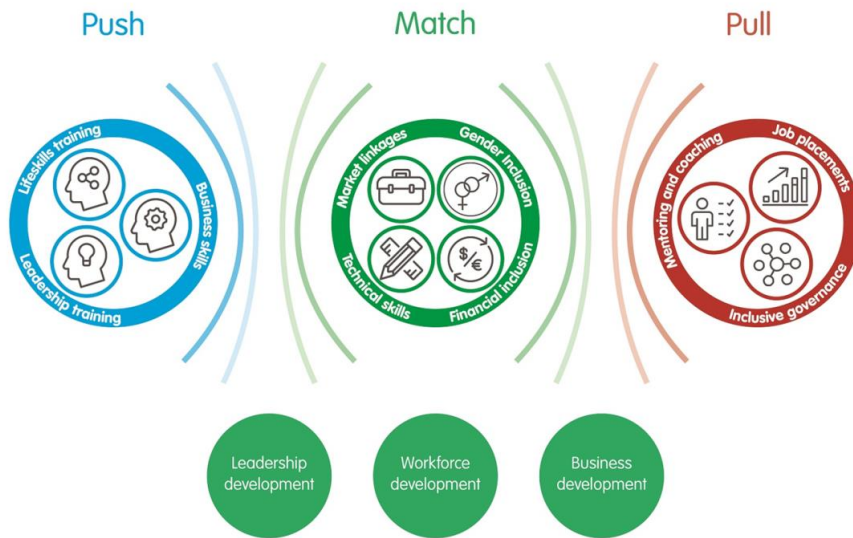 Push
Match
Pull
Lifeskills training
Business skills
Leadership training
Market linkages
Gender Inclusion
Technical skills
Financial inclusion
$/€
Mentoring and coaching
Job placements
Inclusive governance
Leadership
development
Workforce
development
Business
development